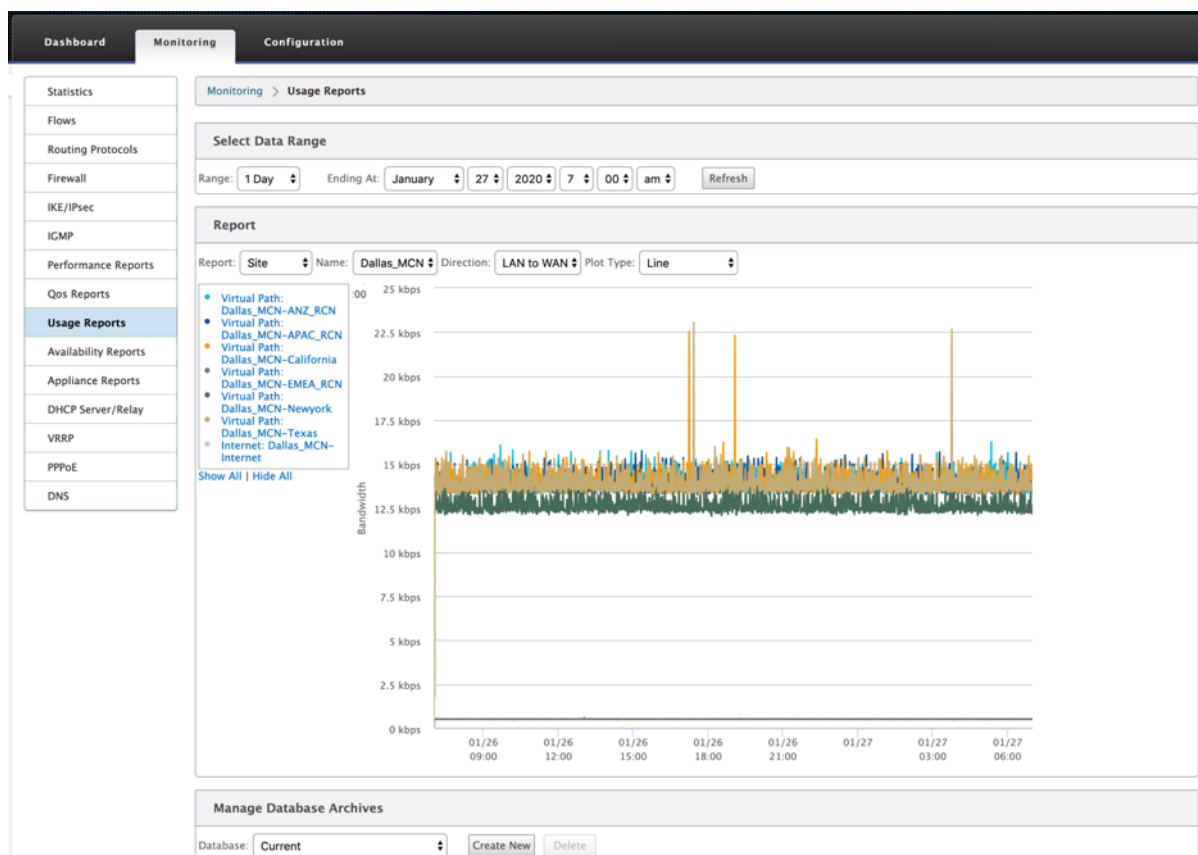 Dashboard Monitoring Configuration
Statistics
Flows
Routing Protocols
Firewall
IKE/IPsec
IGMP
Performance Reports
Qos Reports
Usage Reports
Availability Reports
Appliance Reports
DHCP Server/Relay
VRRP
PPPoE
DNS
Monitoring > Usage Reports
Select Data Range
Range: 1 Day Ending At: January 27 2020 7 00 am Refresh
Report
Report: Site Name: Dallas_MCN Direction: LAN to WAN Plot Type: Line
Virtual Path:
Dallas_MCN-ANZ_RCN
Virtual Path:
Dallas_MCN-APAC_RCN
Virtual Path:
Dallas_MCN-California
Virtual Path:
Dallas_MCN-EMEA_RCN
Virtual Path:
Dallas_MCN-Newyork
Virtual Path:
Dallas_MCN-Texas
Internet: Dallas_MCN-
Internet
Show All | Hide All
:00
Bandwidth
25 kbps
22.5 kbps
20 kbps
17.5 kbps
15 kbps
12.5 kbps
10 kbps
7.5 kbps
5 kbps
2.5 kbps
0 kbps
01/26 01/26 01/26 01/26 01/26 01/27 01/27 01/27
09:00 12:00 15:00 18:00 21:00 03:00 06:00
Manage Database Archives
Database: Current Create New Delete